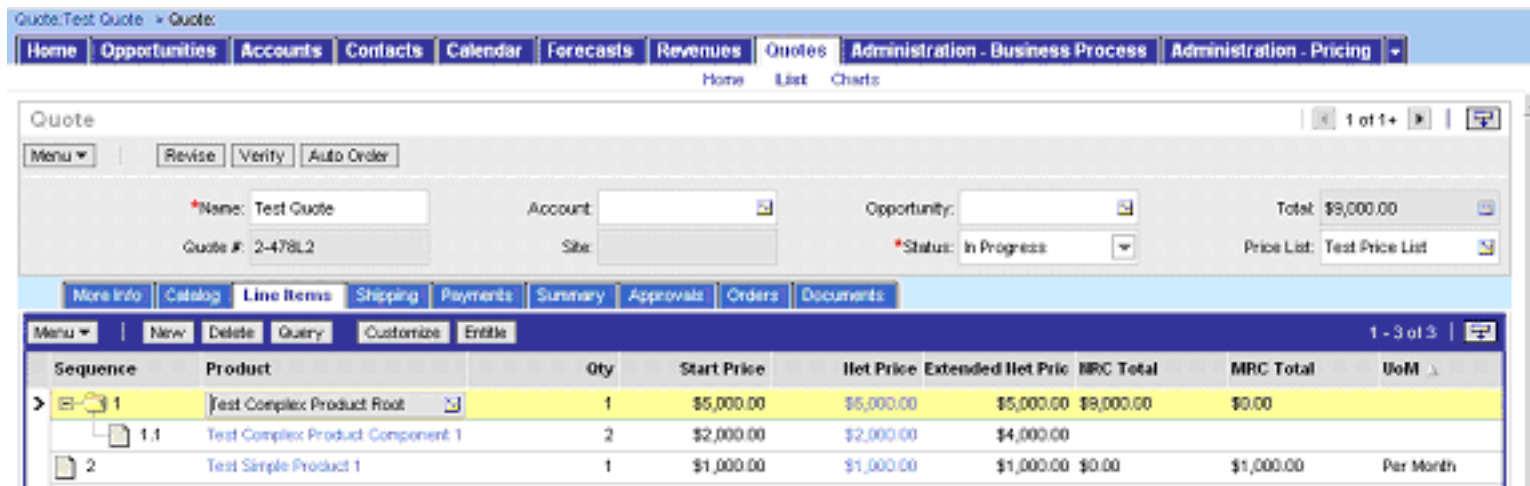 Quote:Test Quote > Quote:
Home Opportunities Accounts Contacts Calendar Forecasts Revenues Quotes Administration - Business Process Administration - Pricing
Home List Charts
Quote 1 of 1+
Menu Revise Verify Auto Order
*Name: Test Quote Account: Opportunity: Total: $9,000.00
Quote #: 2-478L2 Site: *Status: In Progress Price List: Test Price List
More Info Catalog Line Items Shipping Payments Summary Approvals Orders Documents
Menu New Delete Query Customize Entitle 1 - 3 of 3
Sequence Product Qty Start Price Net Price Extended Net Pric NRC Total MRC Total UoM
1 Test Complex Product Root 1 $5,000.00 $5,000.00 $5,000.00 $9,000.00 $0.00
1.1 Test Complex Product Component 1 2 $2,000.00 $2,000.00 $4,000.00
2 Test Simple Product 1 1 $1,000.00 $1,000.00 $1,000.00 $0.00 $1,000.00 Per Month